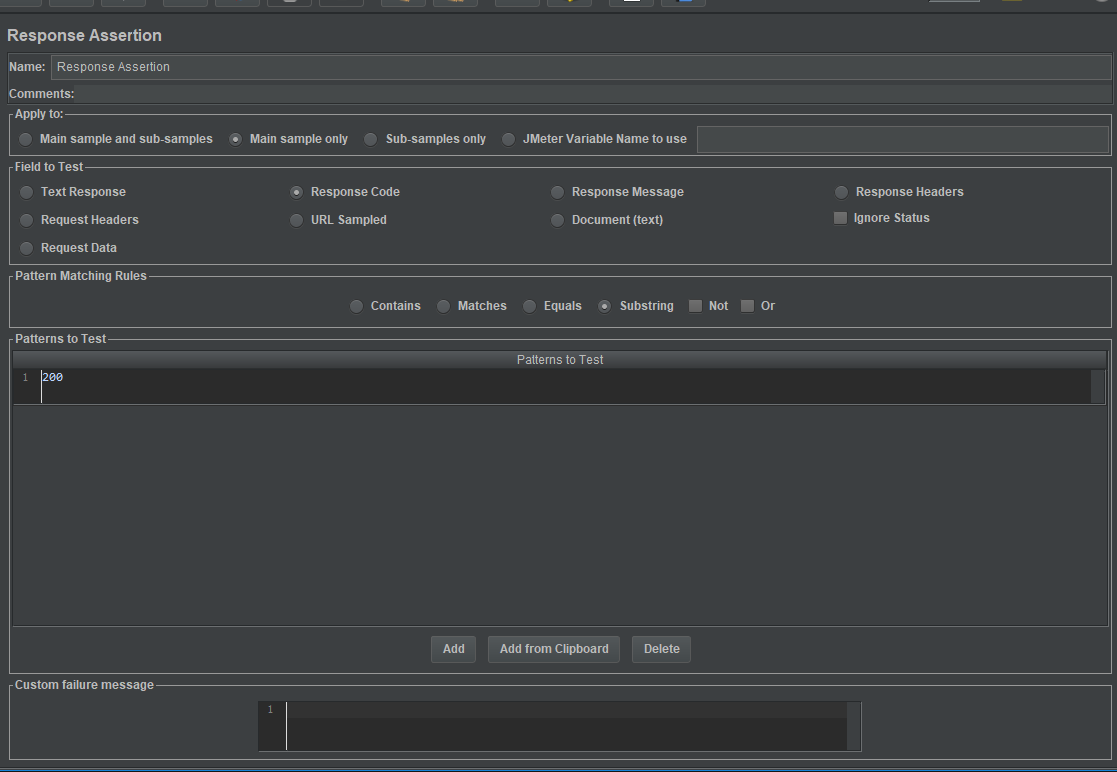 Response Assertion
Name: Response Assertion
Comments:
Apply to:
Main sample and sub-samples Main sample only Sub-samples only JMeter Variable Name to use
Field to Test
Text Response Response Code Response Message Response Headers
Request Headers URL Sampled Document (text) Ignore Status
Request Data
Pattern Matching Rules
Contains Matches Equals Substring Not Or
Patterns to Test
Patterns to Test
1 200
Add Add from Clipboard Delete
Custom failure message
1